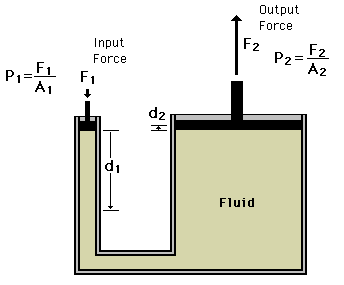 Output
Force
Input
Force
F2
P2=F2/A2
P1=F1/A1
F1
d2
d1
Fluid